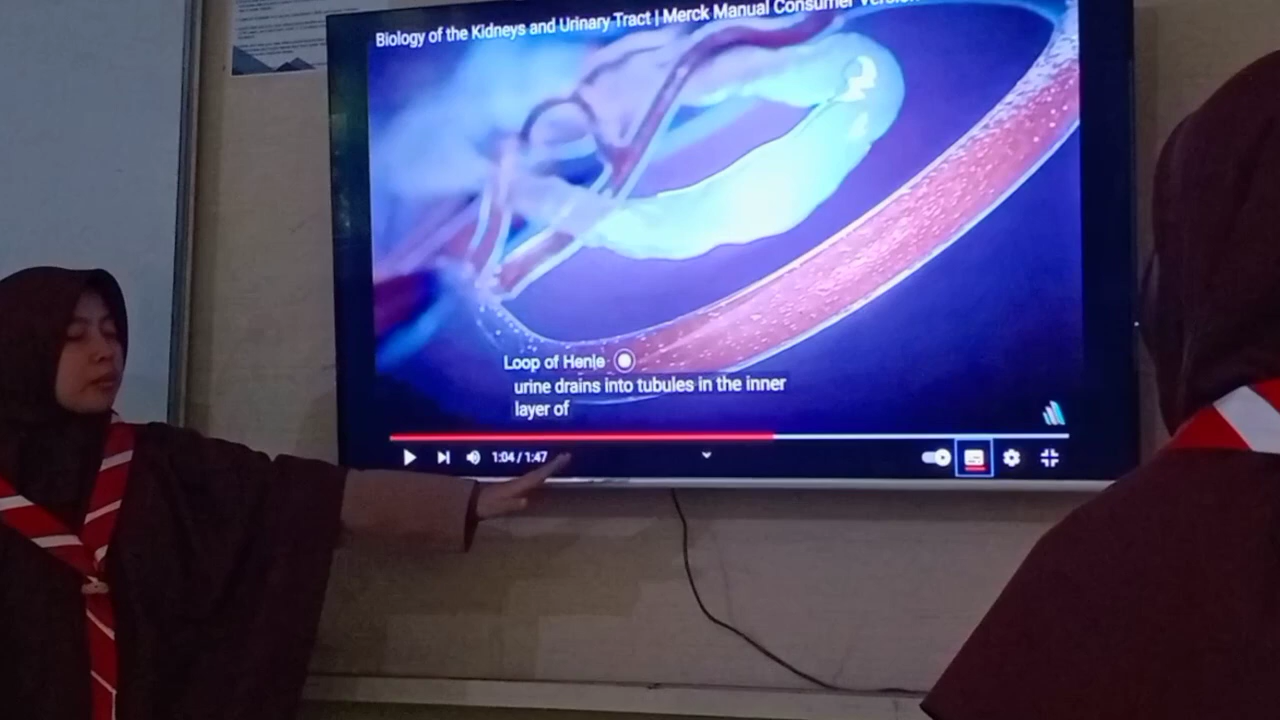 Biology of the Kidneys and Urinary Tract | Merck Manual Consumer Version
Loop of Henle
urine drains into tubules in the inner
layer of
1:04 / 1:47